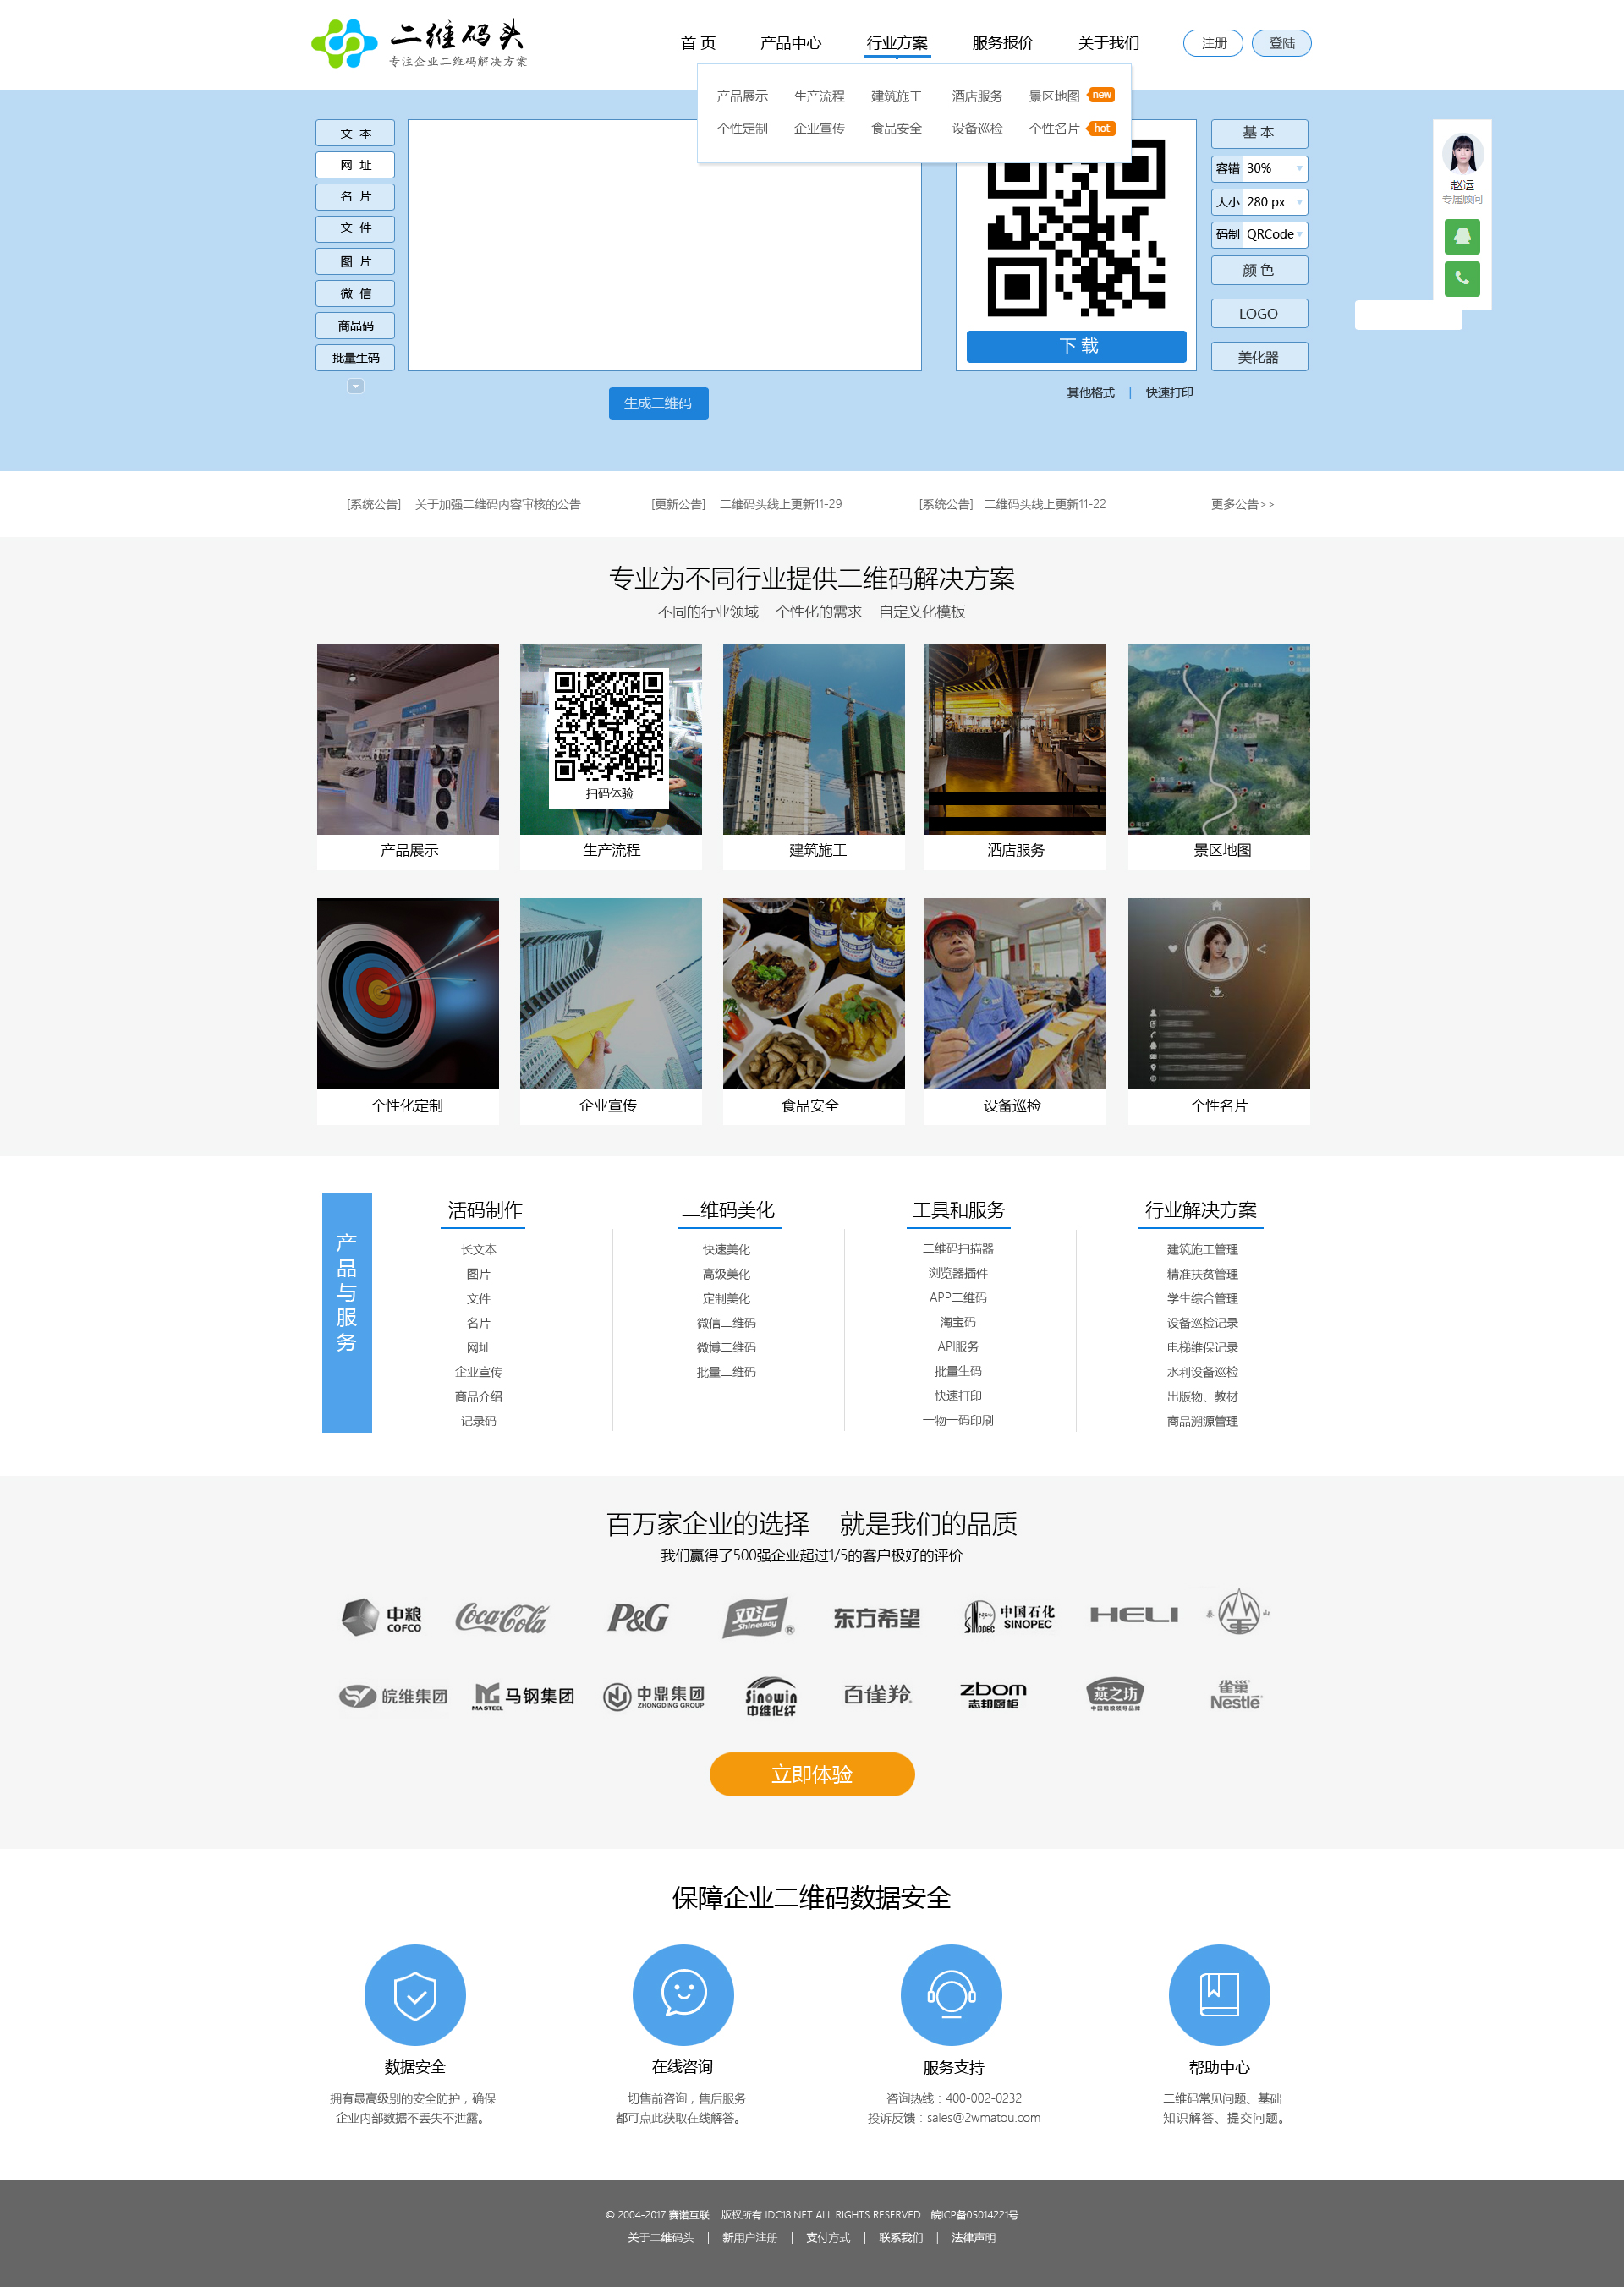 二维码头
专注企业二维码解决方案
首 页 产品中心 行业方案 服务报价 关于我们 注册 登陆
产品展示 生产流程 建筑施工 酒店服务 景区地图 new
个性定制 企业宣传 食品安全 设备巡检 个性名片 hot
文 本
网 址
名 片
文 件
图 片
微 信
商品码
批量生码
生成二维码
下 载
其他格式 | 快速打印
基 本
容错 30%
大小 280 px
码制 QRCode
颜 色
LOGO
美化器
赵运
专属顾问
[系统公告] 关于加强二维码内容审核的公告 [更新公告] 二维码头线上更新11-29 [系统公告] 二维码头线上更新11-22 更多公告>>
专业为不同行业提供二维码解决方案
不同的行业领域 个性化的需求 自定义化模板
扫码体验
产品展示 生产流程 建筑施工 酒店服务 景区地图
个性化定制 企业宣传 食品安全 设备巡检 个性名片
产品与服务
活码制作
长文本
图片
文件
名片
网址
企业宣传
商品介绍
记录码
二维码美化
快速美化
高级美化
定制美化
微信二维码
微博二维码
批量二维码
工具和服务
二维码扫描器
浏览器插件
APP二维码
淘宝码
API服务
批量生码
快速打印
一物一码印刷
行业解决方案
建筑施工管理
精准扶贫管理
学生综合管理
设备巡检记录
电梯维保记录
水利设备巡检
出版物、教材
商品溯源管理
百万家企业的选择 就是我们的品质
我们赢得了500强企业超过1/5的客户极好的评价
中粮 COFCO
Coca-Cola
P&G
双汇 Shineway ®
东方希望
SINOPEC 中国石化 SINOPEC
HELI
泰 山
皖维集团
MASTEEL 马钢集团
中鼎集团 ZHONGDING GROUP
Sinowin 中维化纤
百雀羚
zbom 志邦厨柜
燕之坊 中国粗粮领导品牌
雀巢 Nestle
立即体验
保障企业二维码数据安全
数据安全
拥有最高级别的安全防护，确保
企业内部数据不丢失不泄露。
在线咨询
一切售前咨询，售后服务
都可点此获取在线解答。
服务支持
咨询热线：400-002-0232
投诉反馈：sales@2wmatou.com
帮助中心
二维码常见问题、基础
知识解答、提交问题。
© 2004-2017 赛诺互联 版权所有 IDC18.NET ALL RIGHTS RESERVED 皖ICP备05014221号
关于二维码头 | 新用户注册 | 支付方式 | 联系我们 | 法律声明